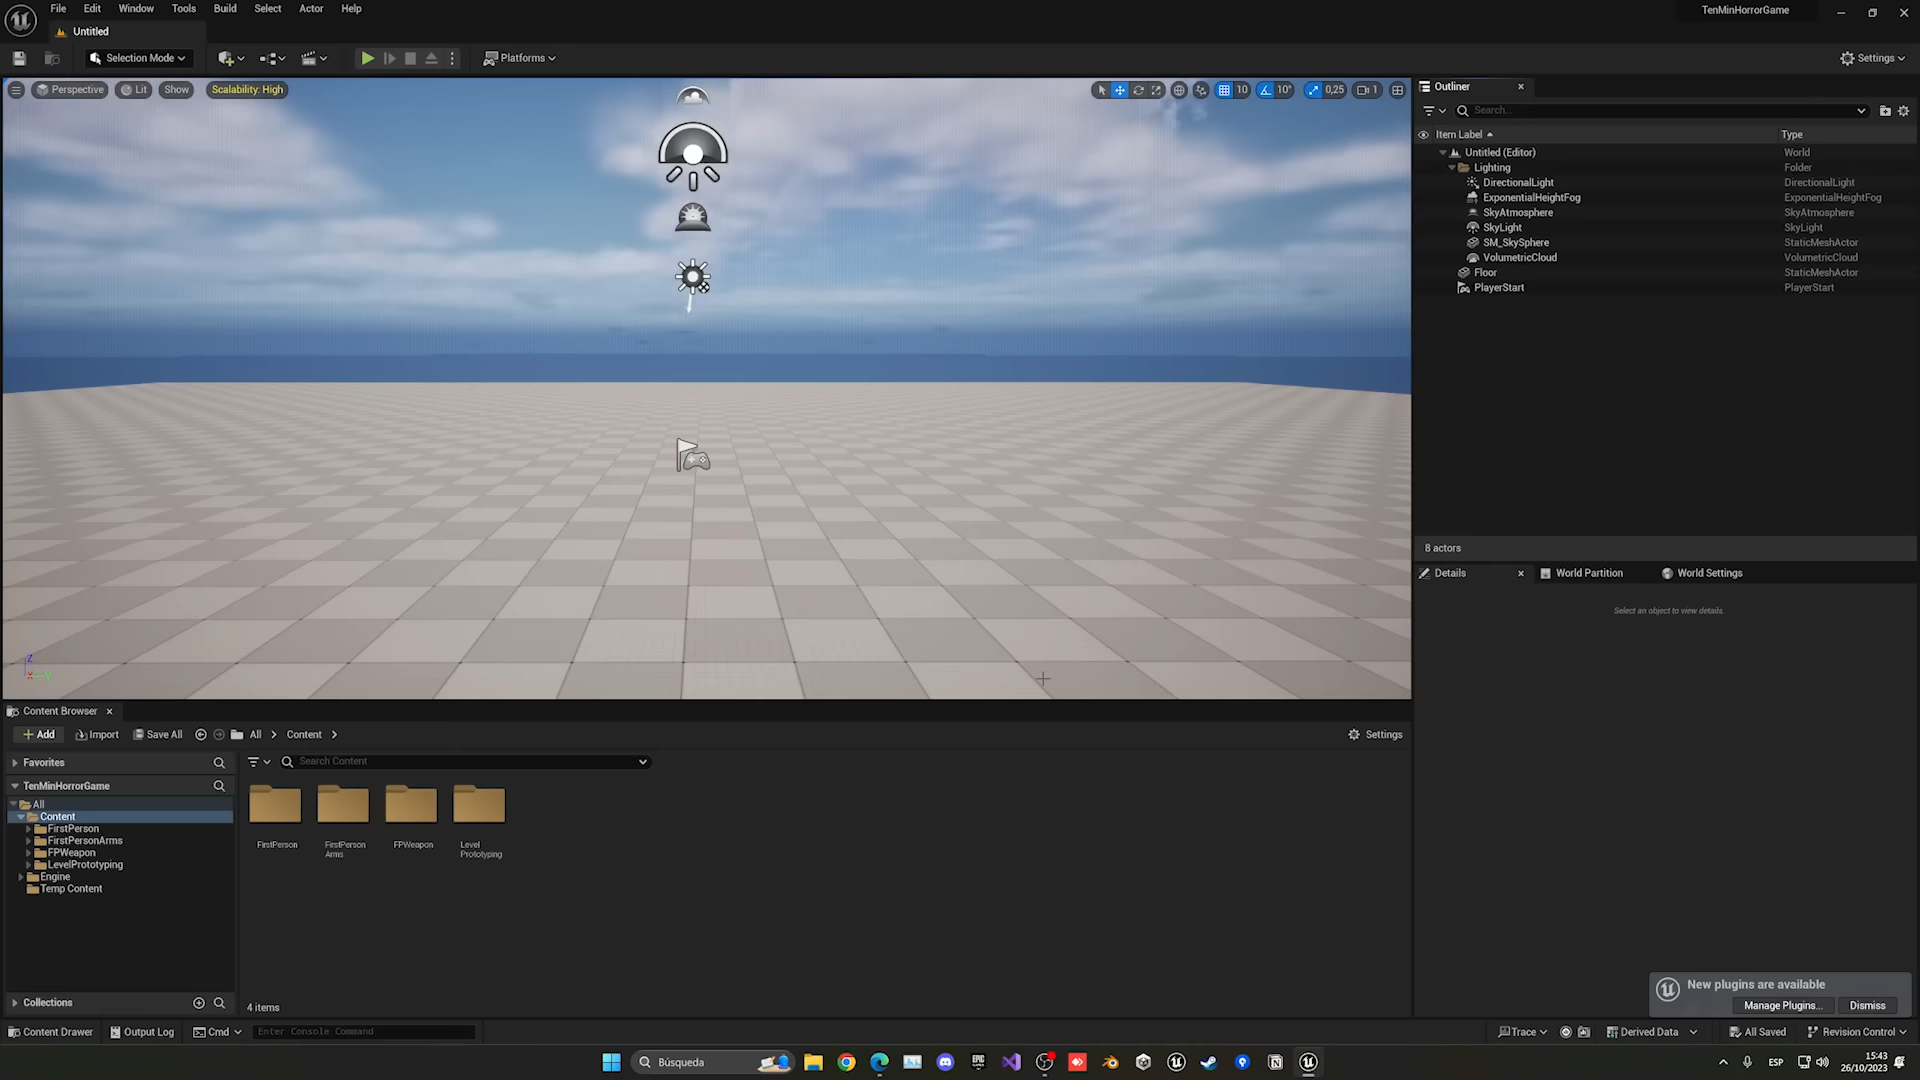 File Edit Window Tools Build Select Actor Help
TenMinHorrorGame
Untitled
Selection Mode
Platforms
Settings
Perspective Lit Show Scalability: High
10 10° 0,25 1
Outliner
Search...
Item Label Type
Untitled (Editor) World
Lighting Folder
DirectionalLight DirectionalLight
ExponentialHeightFog ExponentialHeightFog
SkyAtmosphere SkyAtmosphere
SkyLight SkyLight
SM_SkySphere StaticMeshActor
VolumetricCloud VolumetricCloud
Floor StaticMeshActor
PlayerStart PlayerStart
8 actors
Details World Partition World Settings
Select an object to view details.
Z
X Y
Content Browser
Add Import Save All All Content Settings
Favorites
Search Content
TenMinHorrorGame
All
Content
FirstPerson
FirstPersonArms
FPWeapon
LevelPrototyping
Engine
Temp Content
FirstPerson
FirstPerson
Arms
FPWeapon
Level
Prototyping
Collections
4 items
New plugins are available
Manage Plugins... Dismiss
Content Drawer Output Log Cmd Enter Console Command
Trace Derived Data All Saved Revision Control
Búsqueda
EPIC GAMES
ESP
15:43
26/10/2023